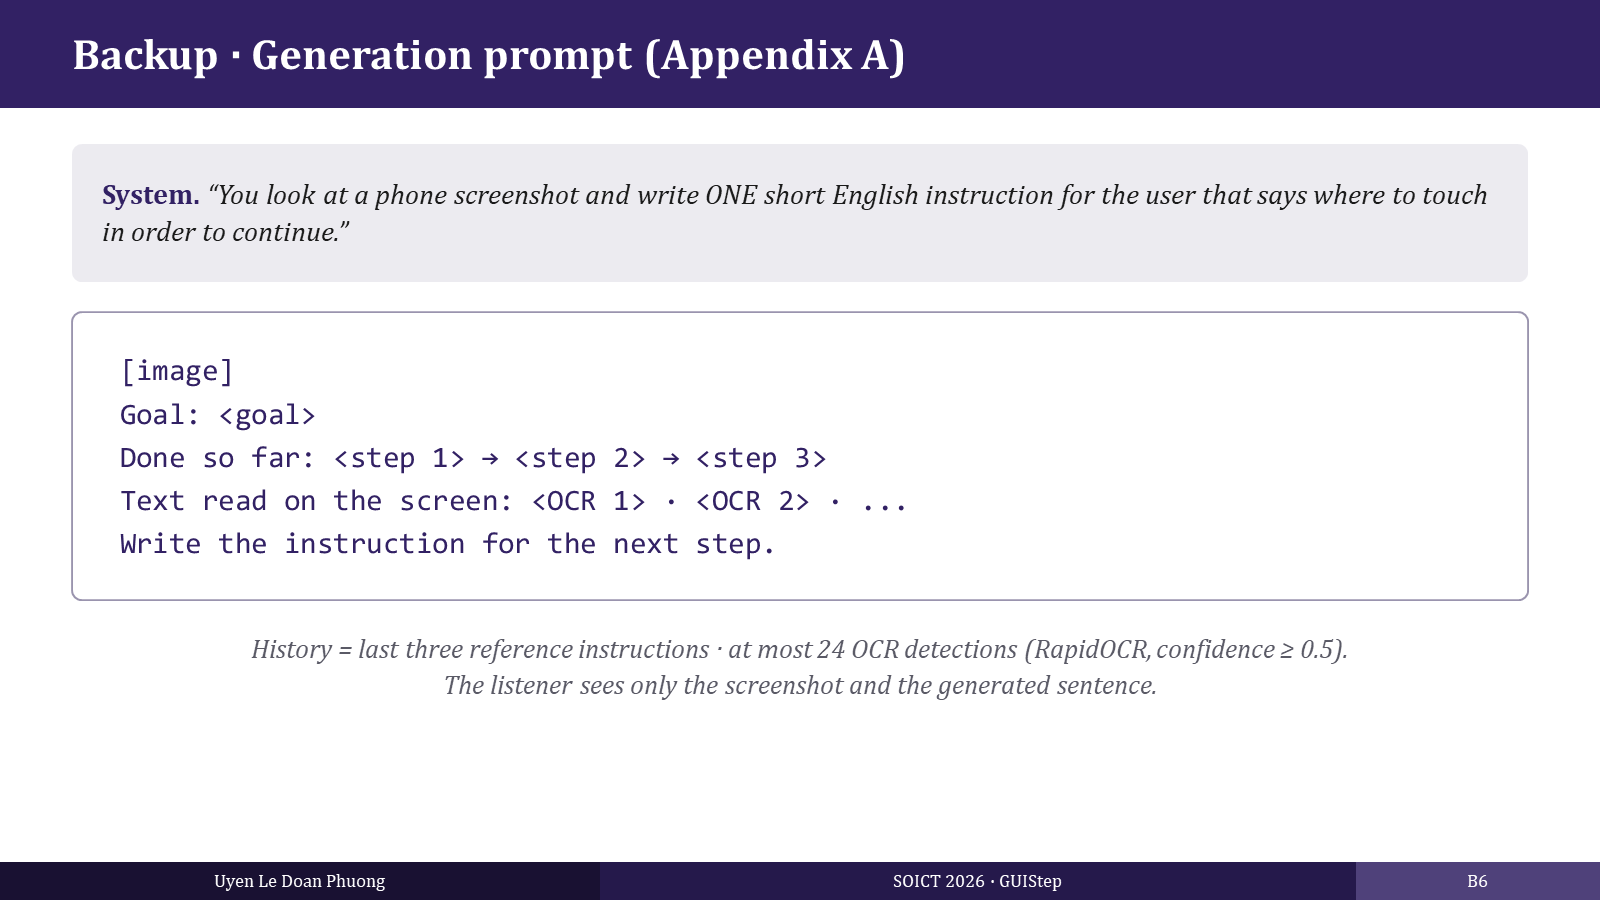 Backup · Generation prompt (Appendix A)
System. “You look at a phone screenshot and write ONE short English instruction for the user that says where to touch
in order to continue.”
[image]
Goal: <goal>
Done so far: <step 1> → <step 2> → <step 3>
Text read on the screen: <OCR 1> · <OCR 2> · ...
Write the instruction for the next step.
History = last three reference instructions · at most 24 OCR detections (RapidOCR, confidence ≥ 0.5).
The listener sees only the screenshot and the generated sentence.
Uyen Le Doan Phuong
SOICT 2026 · GUIStep
B6